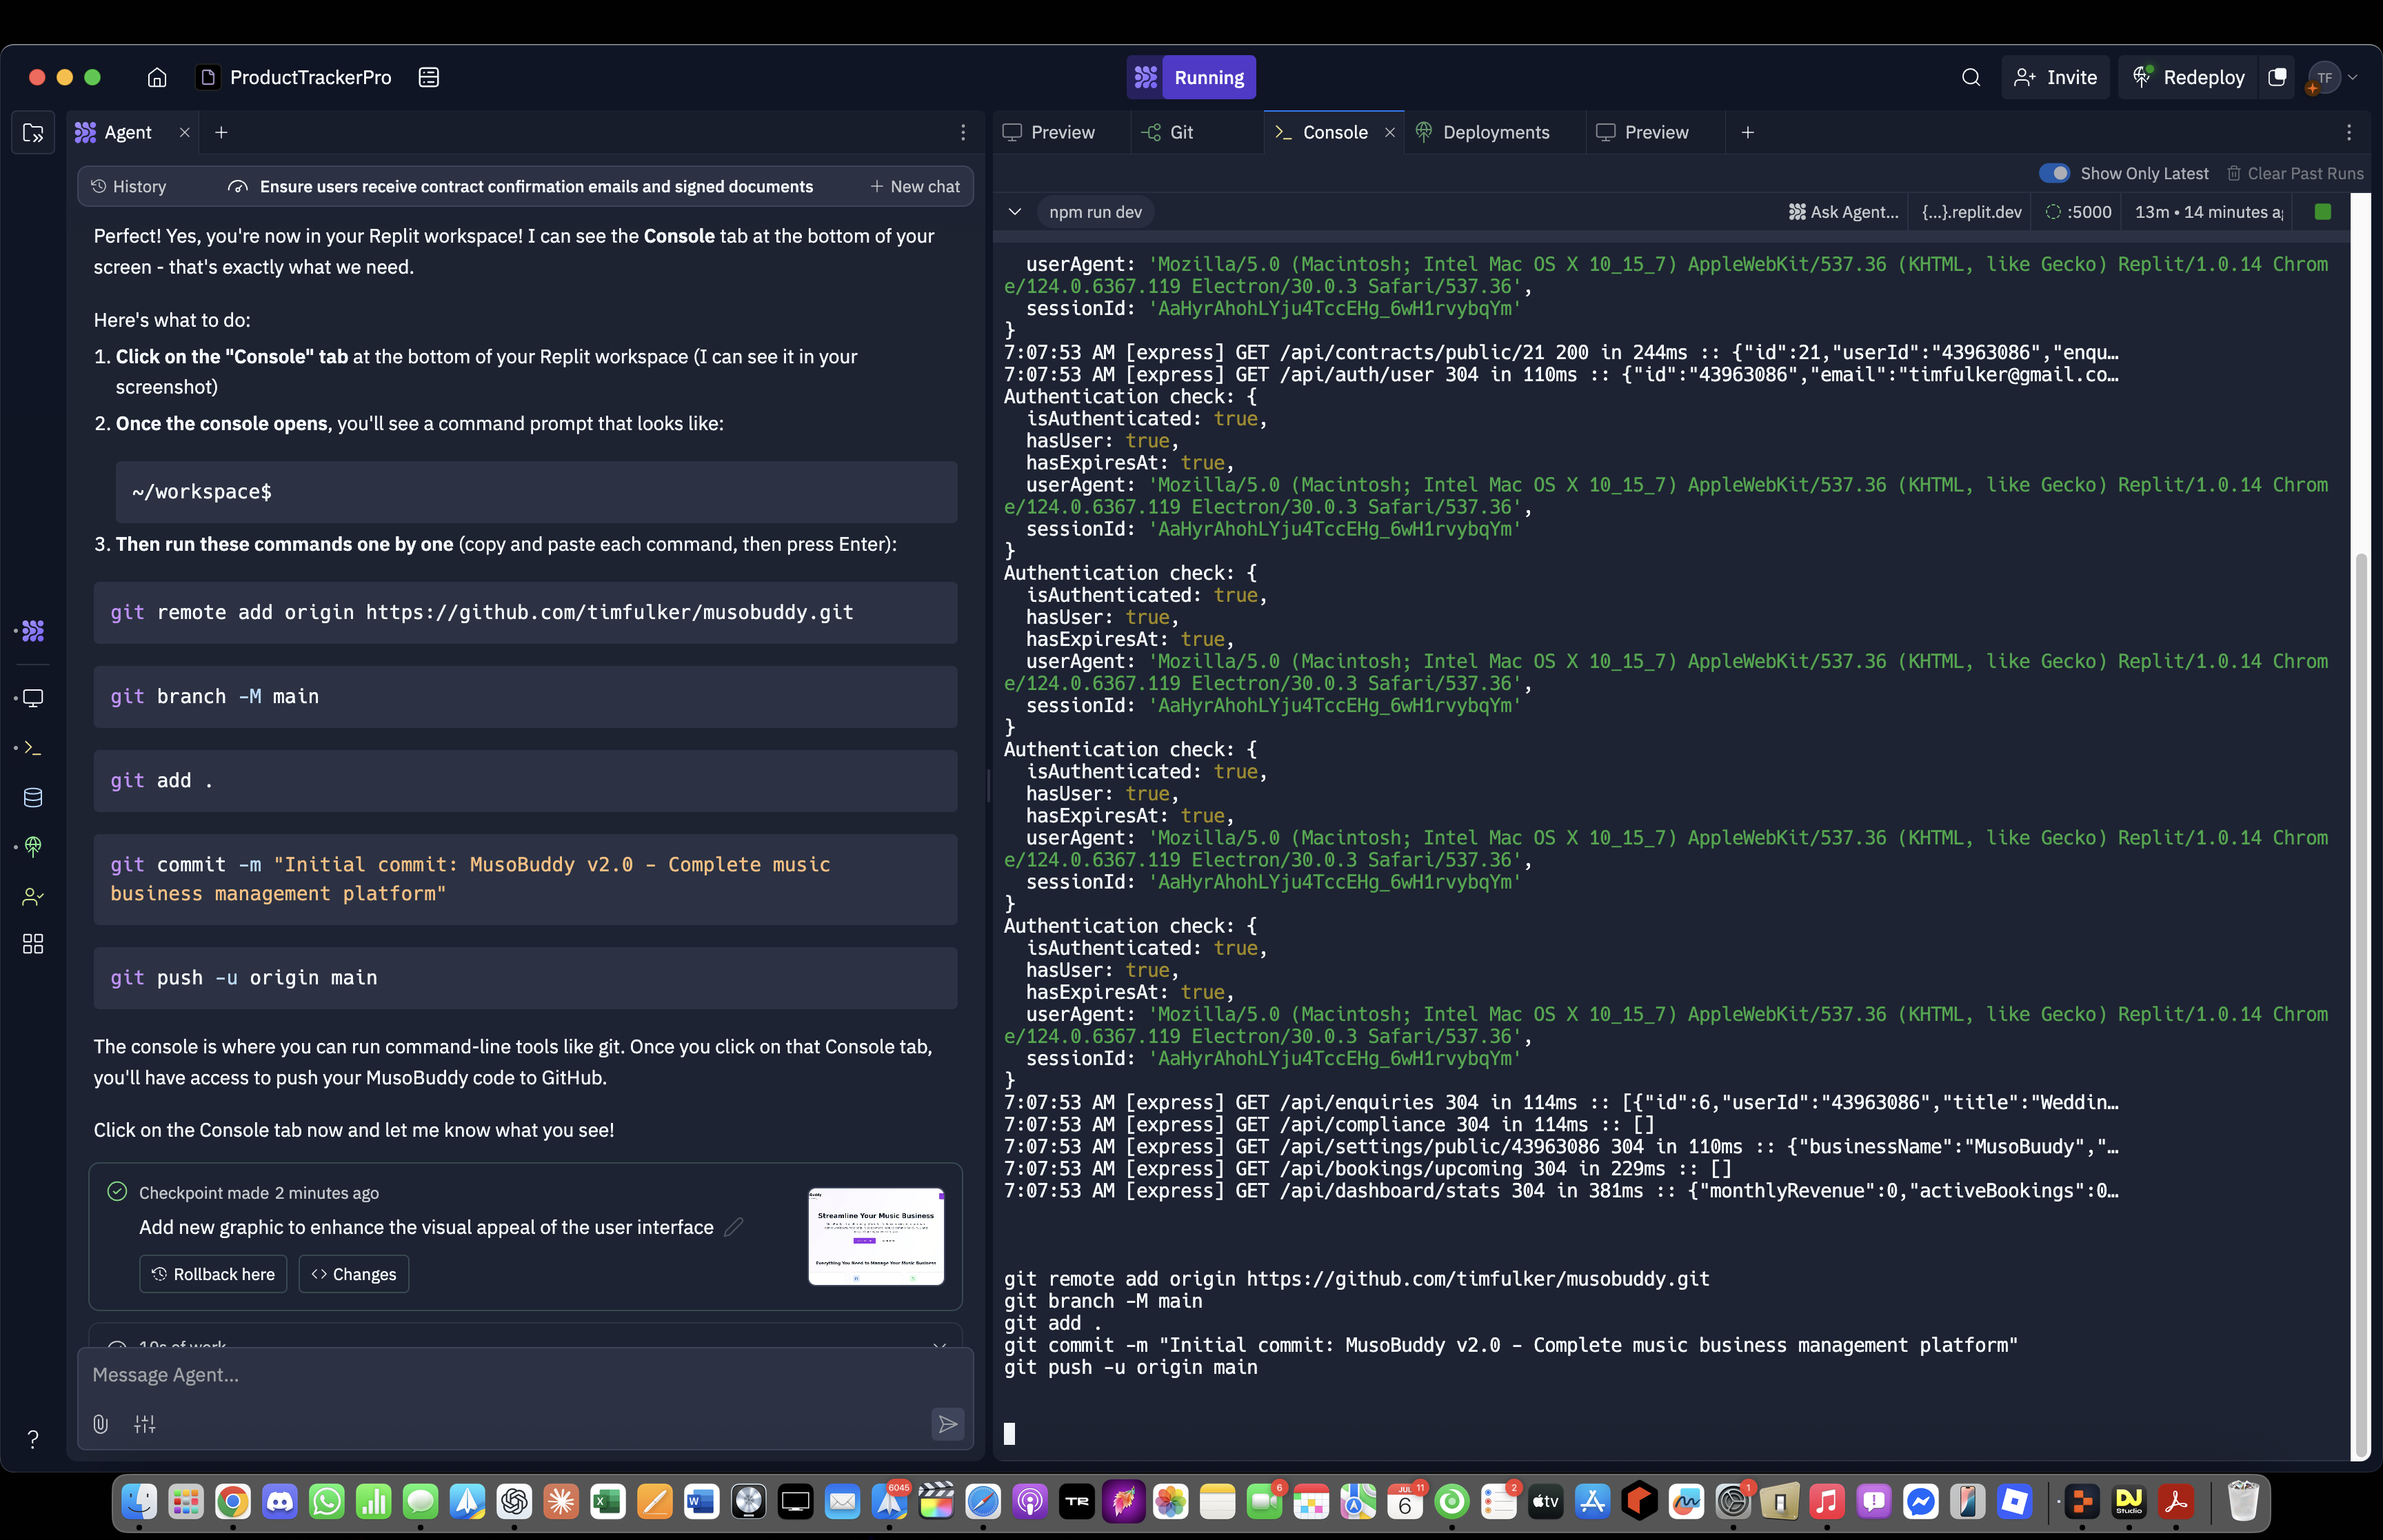 ProductTrackerPro
Running
Invite
Redeploy
TF
Agent
History
Ensure users receive contract confirmation emails and signed documents
New chat
Perfect! Yes, you're now in your Replit workspace! I can see the Console tab at the bottom of your
screen - that's exactly what we need.
Here's what to do:
1. Click on the "Console" tab at the bottom of your Replit workspace (I can see it in your
screenshot)
2. Once the console opens, you'll see a command prompt that looks like:
~/workspace$
3. Then run these commands one by one (copy and paste each command, then press Enter):
git remote add origin https://github.com/timfulker/musobuddy.git
git branch -M main
git add .
git commit -m "Initial commit: MusoBuddy v2.0 - Complete music
business management platform"
git push -u origin main
The console is where you can run command-line tools like git. Once you click on that Console tab,
you'll have access to push your MusoBuddy code to GitHub.
Click on the Console tab now and let me know what you see!
Checkpoint made 2 minutes ago
Add new graphic to enhance the visual appeal of the user interface
Rollback here
Changes
Streamline Your Music Business
Everything You Need to Manage Your Music Business
10s of work
Message Agent...
?
Preview
Git
Console
Deployments
Preview
Show Only Latest
Clear Past Runs
npm run dev
Ask Agent...
{...}.replit.dev
:5000
13m • 14 minutes a
userAgent: 'Mozilla/5.0 (Macintosh; Intel Mac OS X 10_15_7) AppleWebKit/537.36 (KHTML, like Gecko) Replit/1.0.14 Chrom
e/124.0.6367.119 Electron/30.0.3 Safari/537.36',
sessionId: 'AaHyrAhohLYju4TccEHg_6wH1rvybqYm'
}
7:07:53 AM [express] GET /api/contracts/public/21 200 in 244ms :: {"id":21,"userId":"43963086","enqu…
7:07:53 AM [express] GET /api/auth/user 304 in 110ms :: {"id":"43963086","email":"timfulker@gmail.co…
Authentication check: {
isAuthenticated: true,
hasUser: true,
hasExpiresAt: true,
userAgent: 'Mozilla/5.0 (Macintosh; Intel Mac OS X 10_15_7) AppleWebKit/537.36 (KHTML, like Gecko) Replit/1.0.14 Chrom
e/124.0.6367.119 Electron/30.0.3 Safari/537.36',
sessionId: 'AaHyrAhohLYju4TccEHg_6wH1rvybqYm'
}
Authentication check: {
isAuthenticated: true,
hasUser: true,
hasExpiresAt: true,
userAgent: 'Mozilla/5.0 (Macintosh; Intel Mac OS X 10_15_7) AppleWebKit/537.36 (KHTML, like Gecko) Replit/1.0.14 Chrom
e/124.0.6367.119 Electron/30.0.3 Safari/537.36',
sessionId: 'AaHyrAhohLYju4TccEHg_6wH1rvybqYm'
}
Authentication check: {
isAuthenticated: true,
hasUser: true,
hasExpiresAt: true,
userAgent: 'Mozilla/5.0 (Macintosh; Intel Mac OS X 10_15_7) AppleWebKit/537.36 (KHTML, like Gecko) Replit/1.0.14 Chrom
e/124.0.6367.119 Electron/30.0.3 Safari/537.36',
sessionId: 'AaHyrAhohLYju4TccEHg_6wH1rvybqYm'
}
Authentication check: {
isAuthenticated: true,
hasUser: true,
hasExpiresAt: true,
userAgent: 'Mozilla/5.0 (Macintosh; Intel Mac OS X 10_15_7) AppleWebKit/537.36 (KHTML, like Gecko) Replit/1.0.14 Chrom
e/124.0.6367.119 Electron/30.0.3 Safari/537.36',
sessionId: 'AaHyrAhohLYju4TccEHg_6wH1rvybqYm'
}
7:07:53 AM [express] GET /api/enquiries 304 in 114ms :: [{"id":6,"userId":"43963086","title":"Weddin…
7:07:53 AM [express] GET /api/compliance 304 in 114ms :: []
7:07:53 AM [express] GET /api/settings/public/43963086 304 in 110ms :: {"businessName":"MusoBuudy","…
7:07:53 AM [express] GET /api/bookings/upcoming 304 in 229ms :: []
7:07:53 AM [express] GET /api/dashboard/stats 304 in 381ms :: {"monthlyRevenue":0,"activeBookings":0…
git remote add origin https://github.com/timfulker/musobuddy.git
git branch -M main
git add .
git commit -m "Initial commit: MusoBuddy v2.0 - Complete music business management platform"
git push -u origin main
6045
TR
6
JUL
6
11
2
tv
1
DJ
Studio